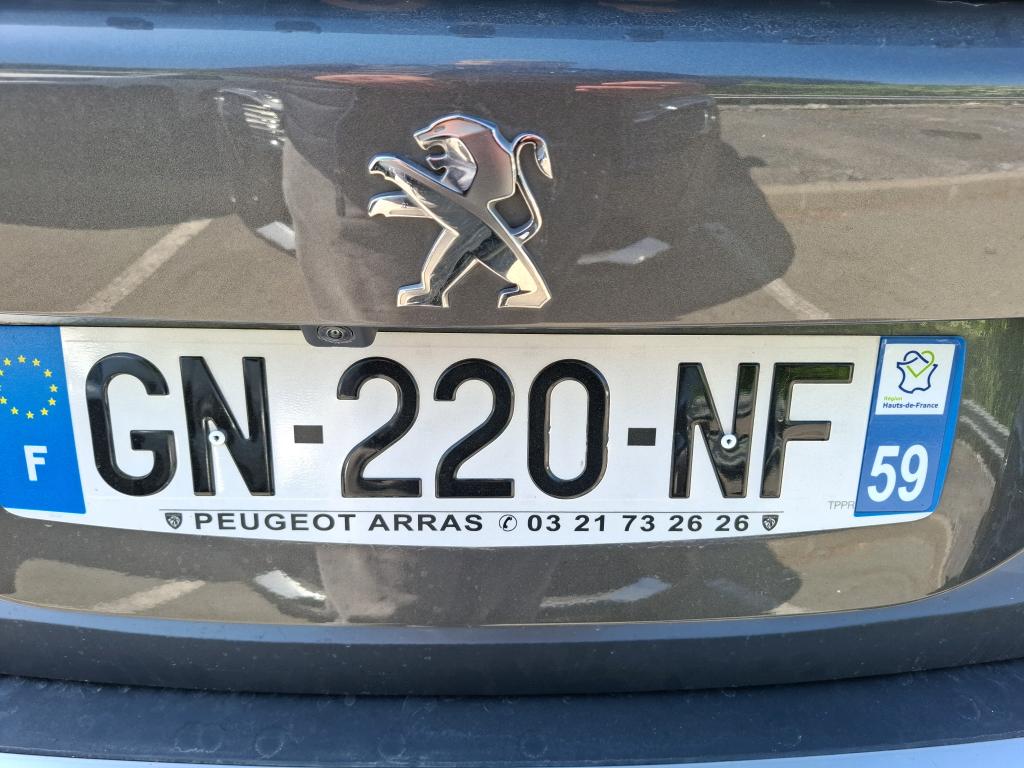 F
GN-220-NF
Région
Hauts-de-France
59
TPPR
PEUGEOT ARRAS ✆ 03 21 73 26 26